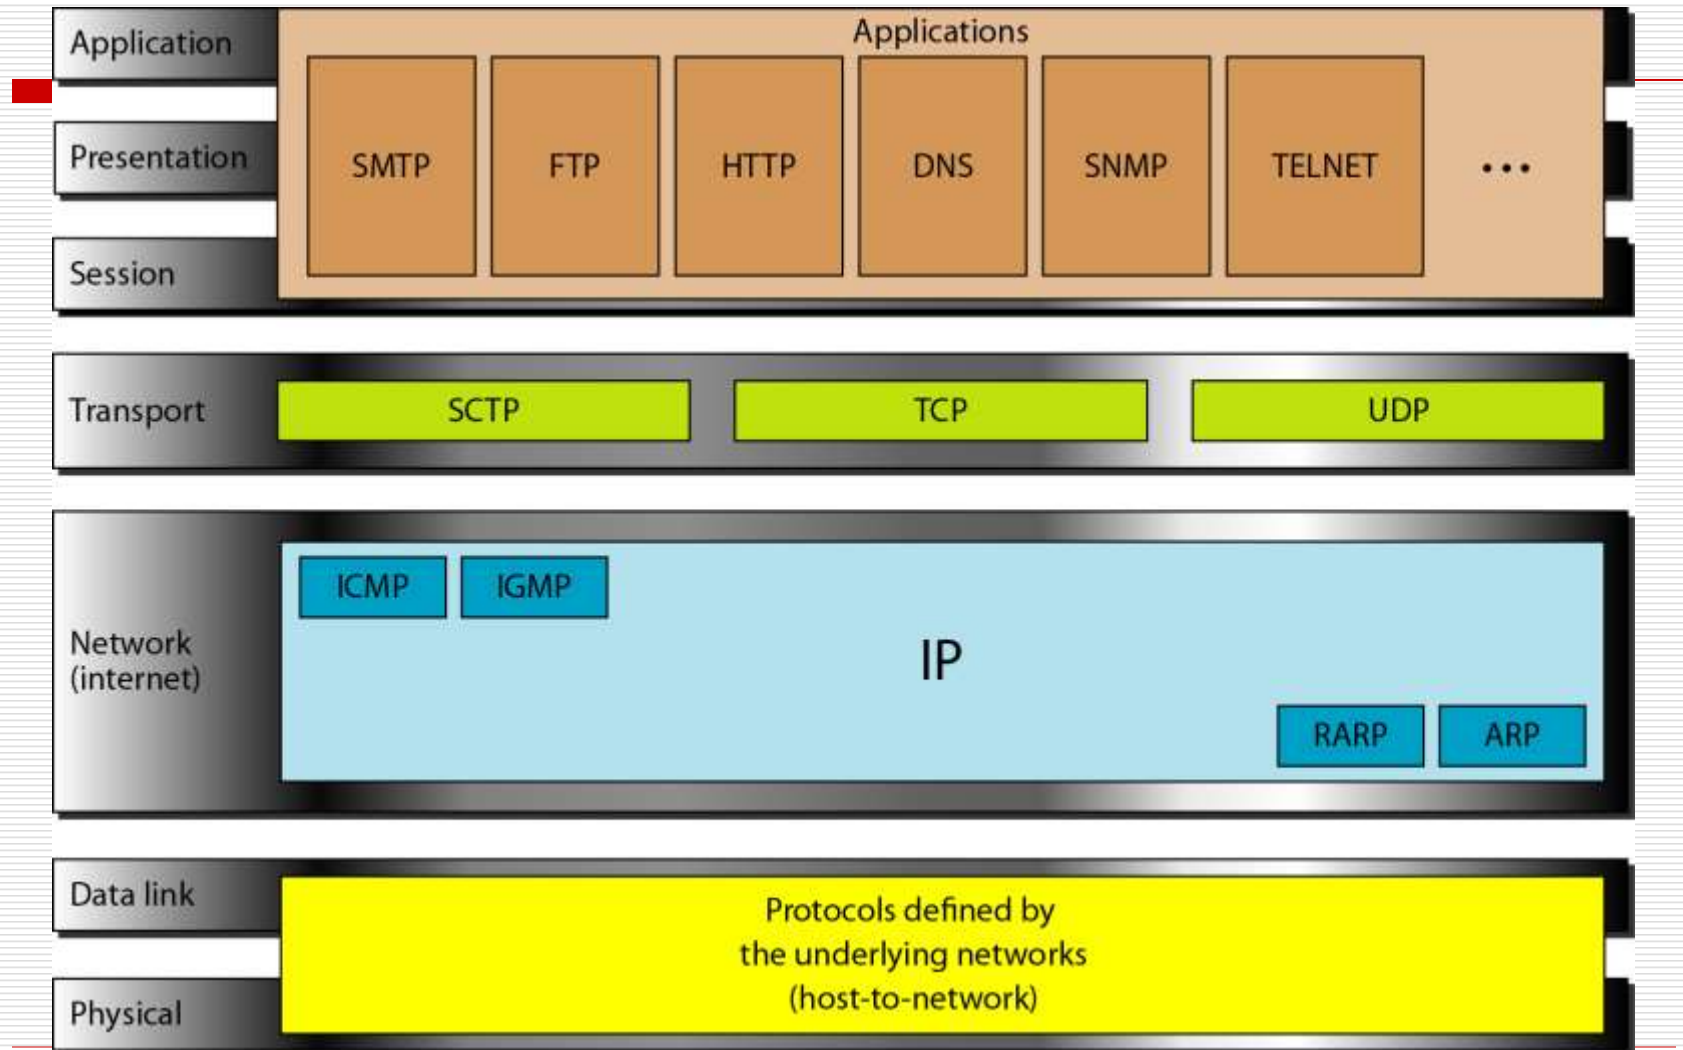 Application
Applications
Presentation
SMTP
FTP
HTTP
DNS
SNMP
TELNET
...
Session
Transport
SCTP
TCP
UDP
Network
(internet)
ICMP
IGMP
IP
RARP
ARP
Data link
Protocols defined by
the underlying networks
(host-to-network)
Physical